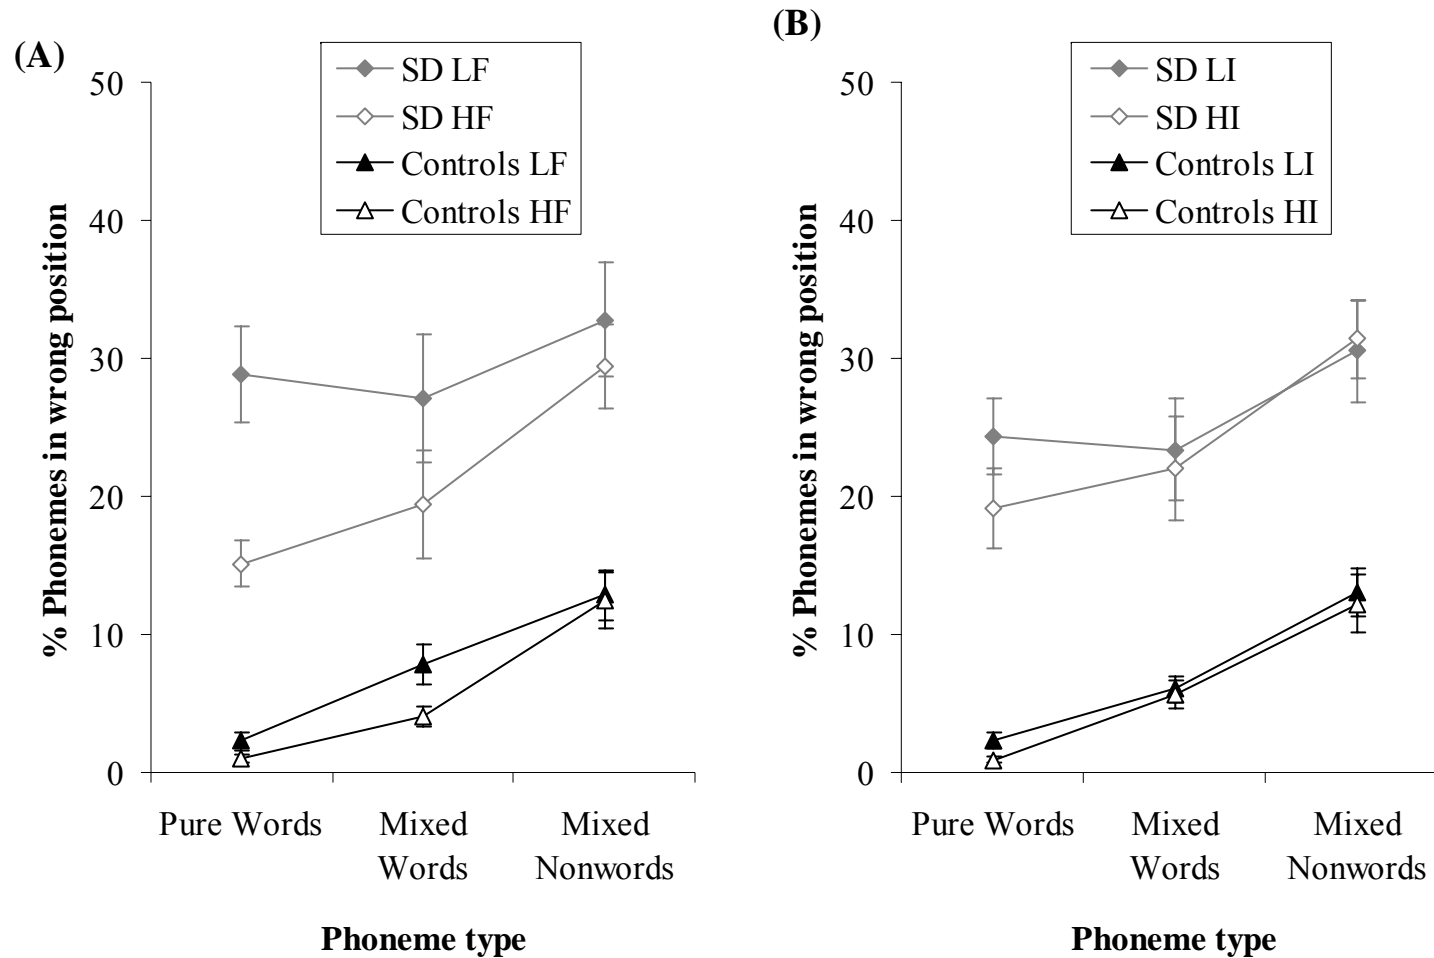 (A)
SD LF
SD HF
Controls LF
Controls HF
50
40
30
20
10
0
% Phonemes in wrong position
Pure Words
Mixed Words
Mixed Nonwords
Phoneme type
(B)
SD LI
SD HI
Controls LI
Controls HI
50
40
30
20
10
0
% Phonemes in wrong position
Pure Words
Mixed Words
Mixed Nonwords
Phoneme type